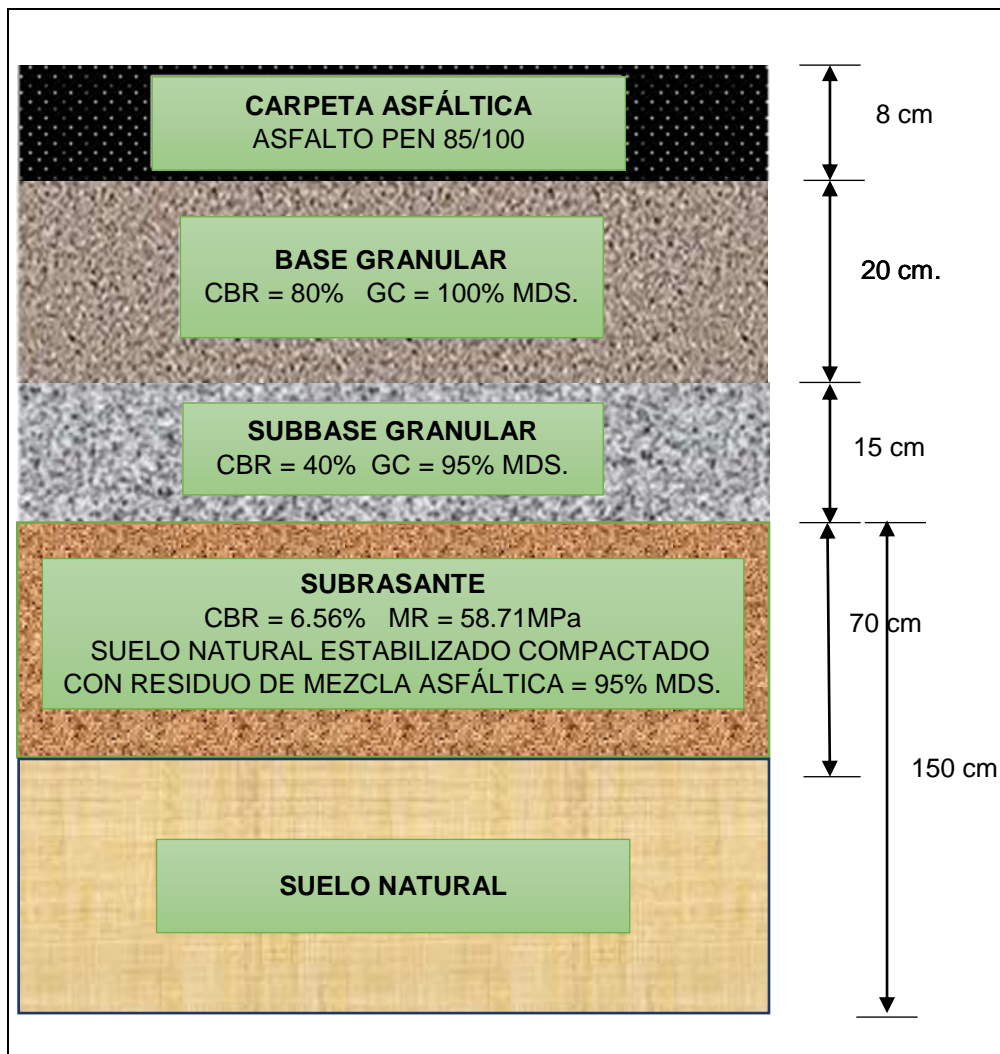 CARPETA ASFÁLTICA
ASFALTO PEN 85/100
8 cm
BASE GRANULAR
CBR = 80% GC = 100% MDS.
20 cm.
SUBBASE GRANULAR
CBR = 40% GC = 95% MDS.
15 cm
SUBRASANTE
CBR = 6.56% MR = 58.71MPa
SUELO NATURAL ESTABILIZADO COMPACTADO
CON RESIDUO DE MEZCLA ASFÁLTICA = 95% MDS.
70 cm
150 cm
SUELO NATURAL